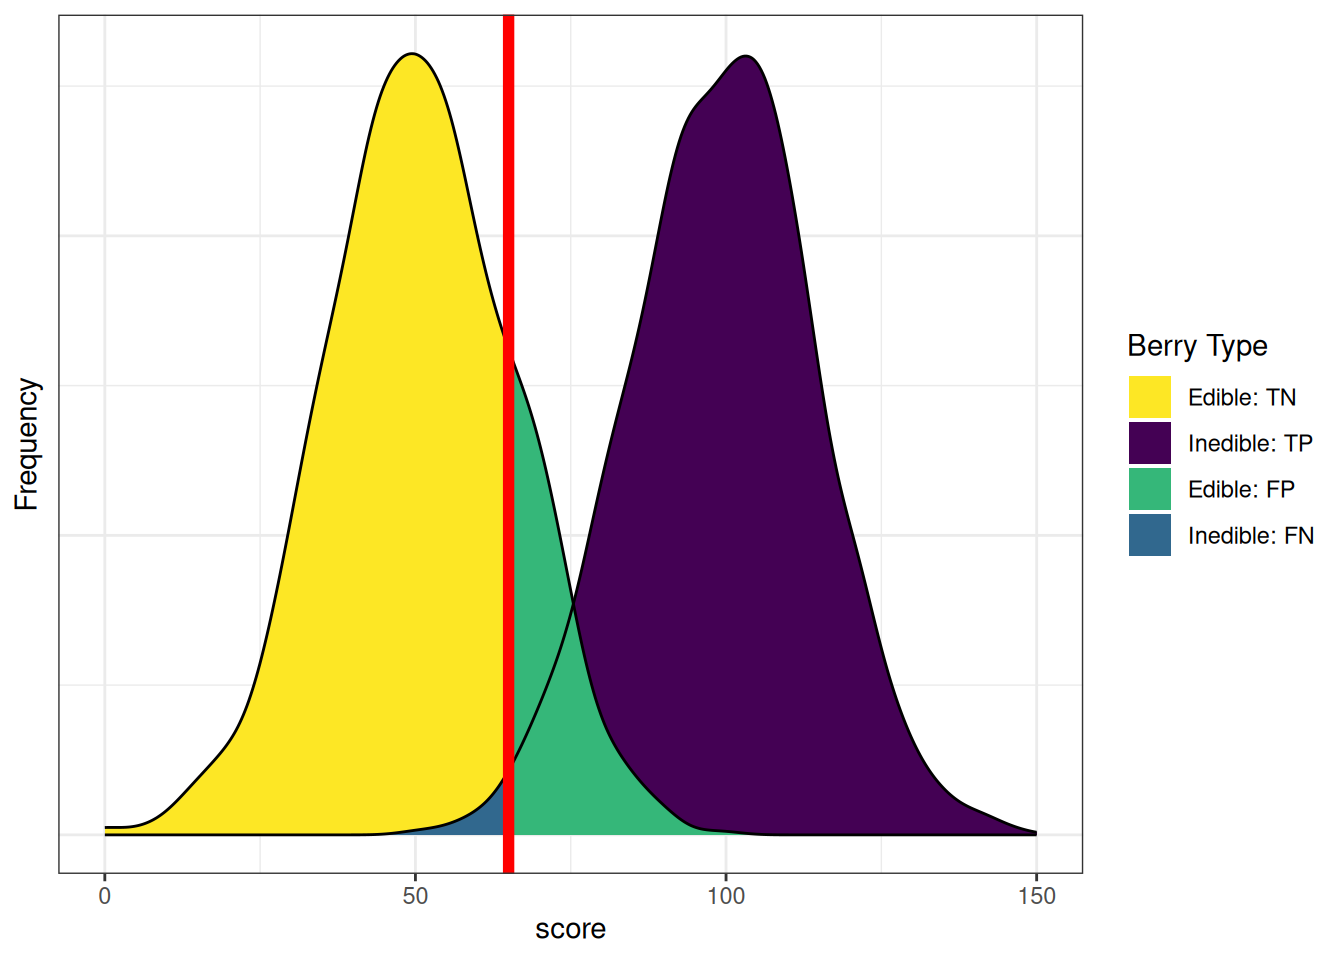 Frequency
0
50
100
150
score
Berry Type
Edible: TN
Inedible: TP
Edible: FP
Inedible: FN